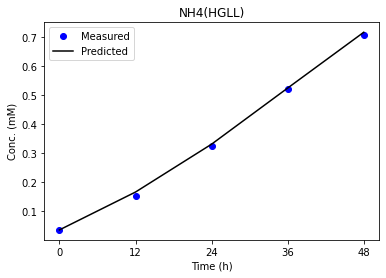 NH4(HGLL)
Measured
Predicted
Conc. (mM)
0.7
0.6
0.5
0.4
0.3
0.2
0.1
0 12 24 36 48
Time (h)